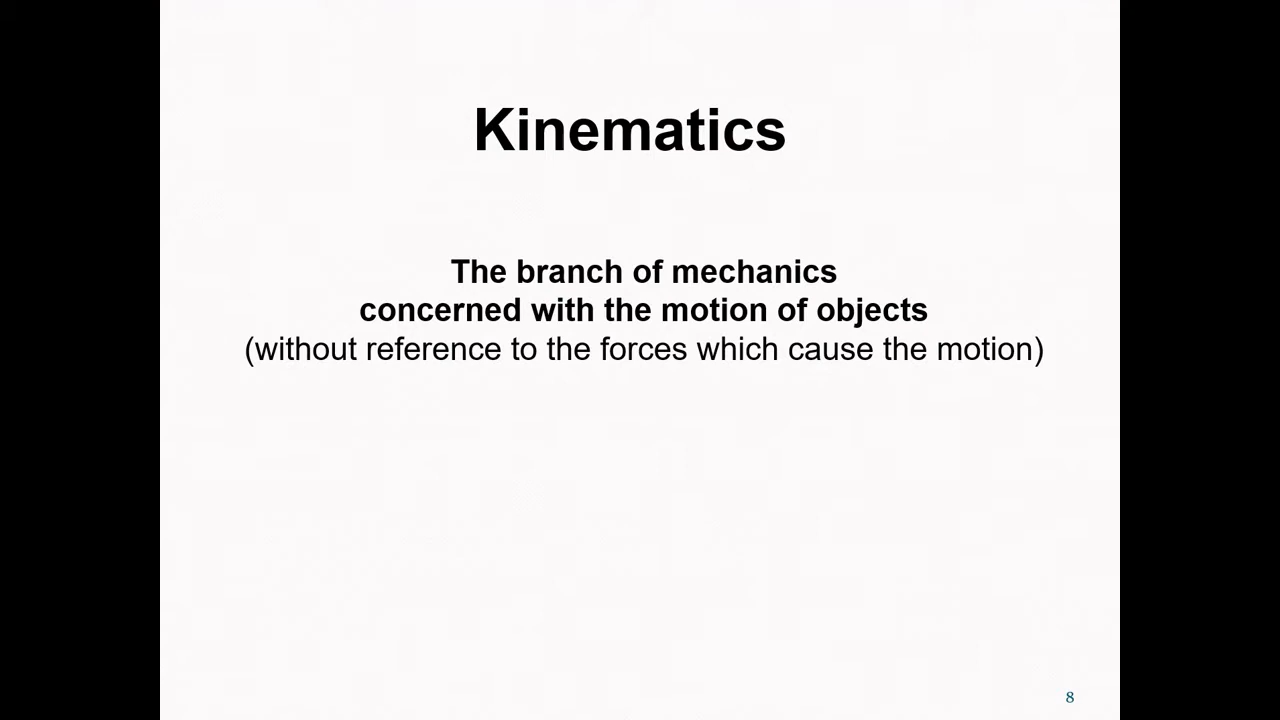 Kinematics
The branch of mechanics
concerned with the motion of objects
(without reference to the forces which cause the motion)
8